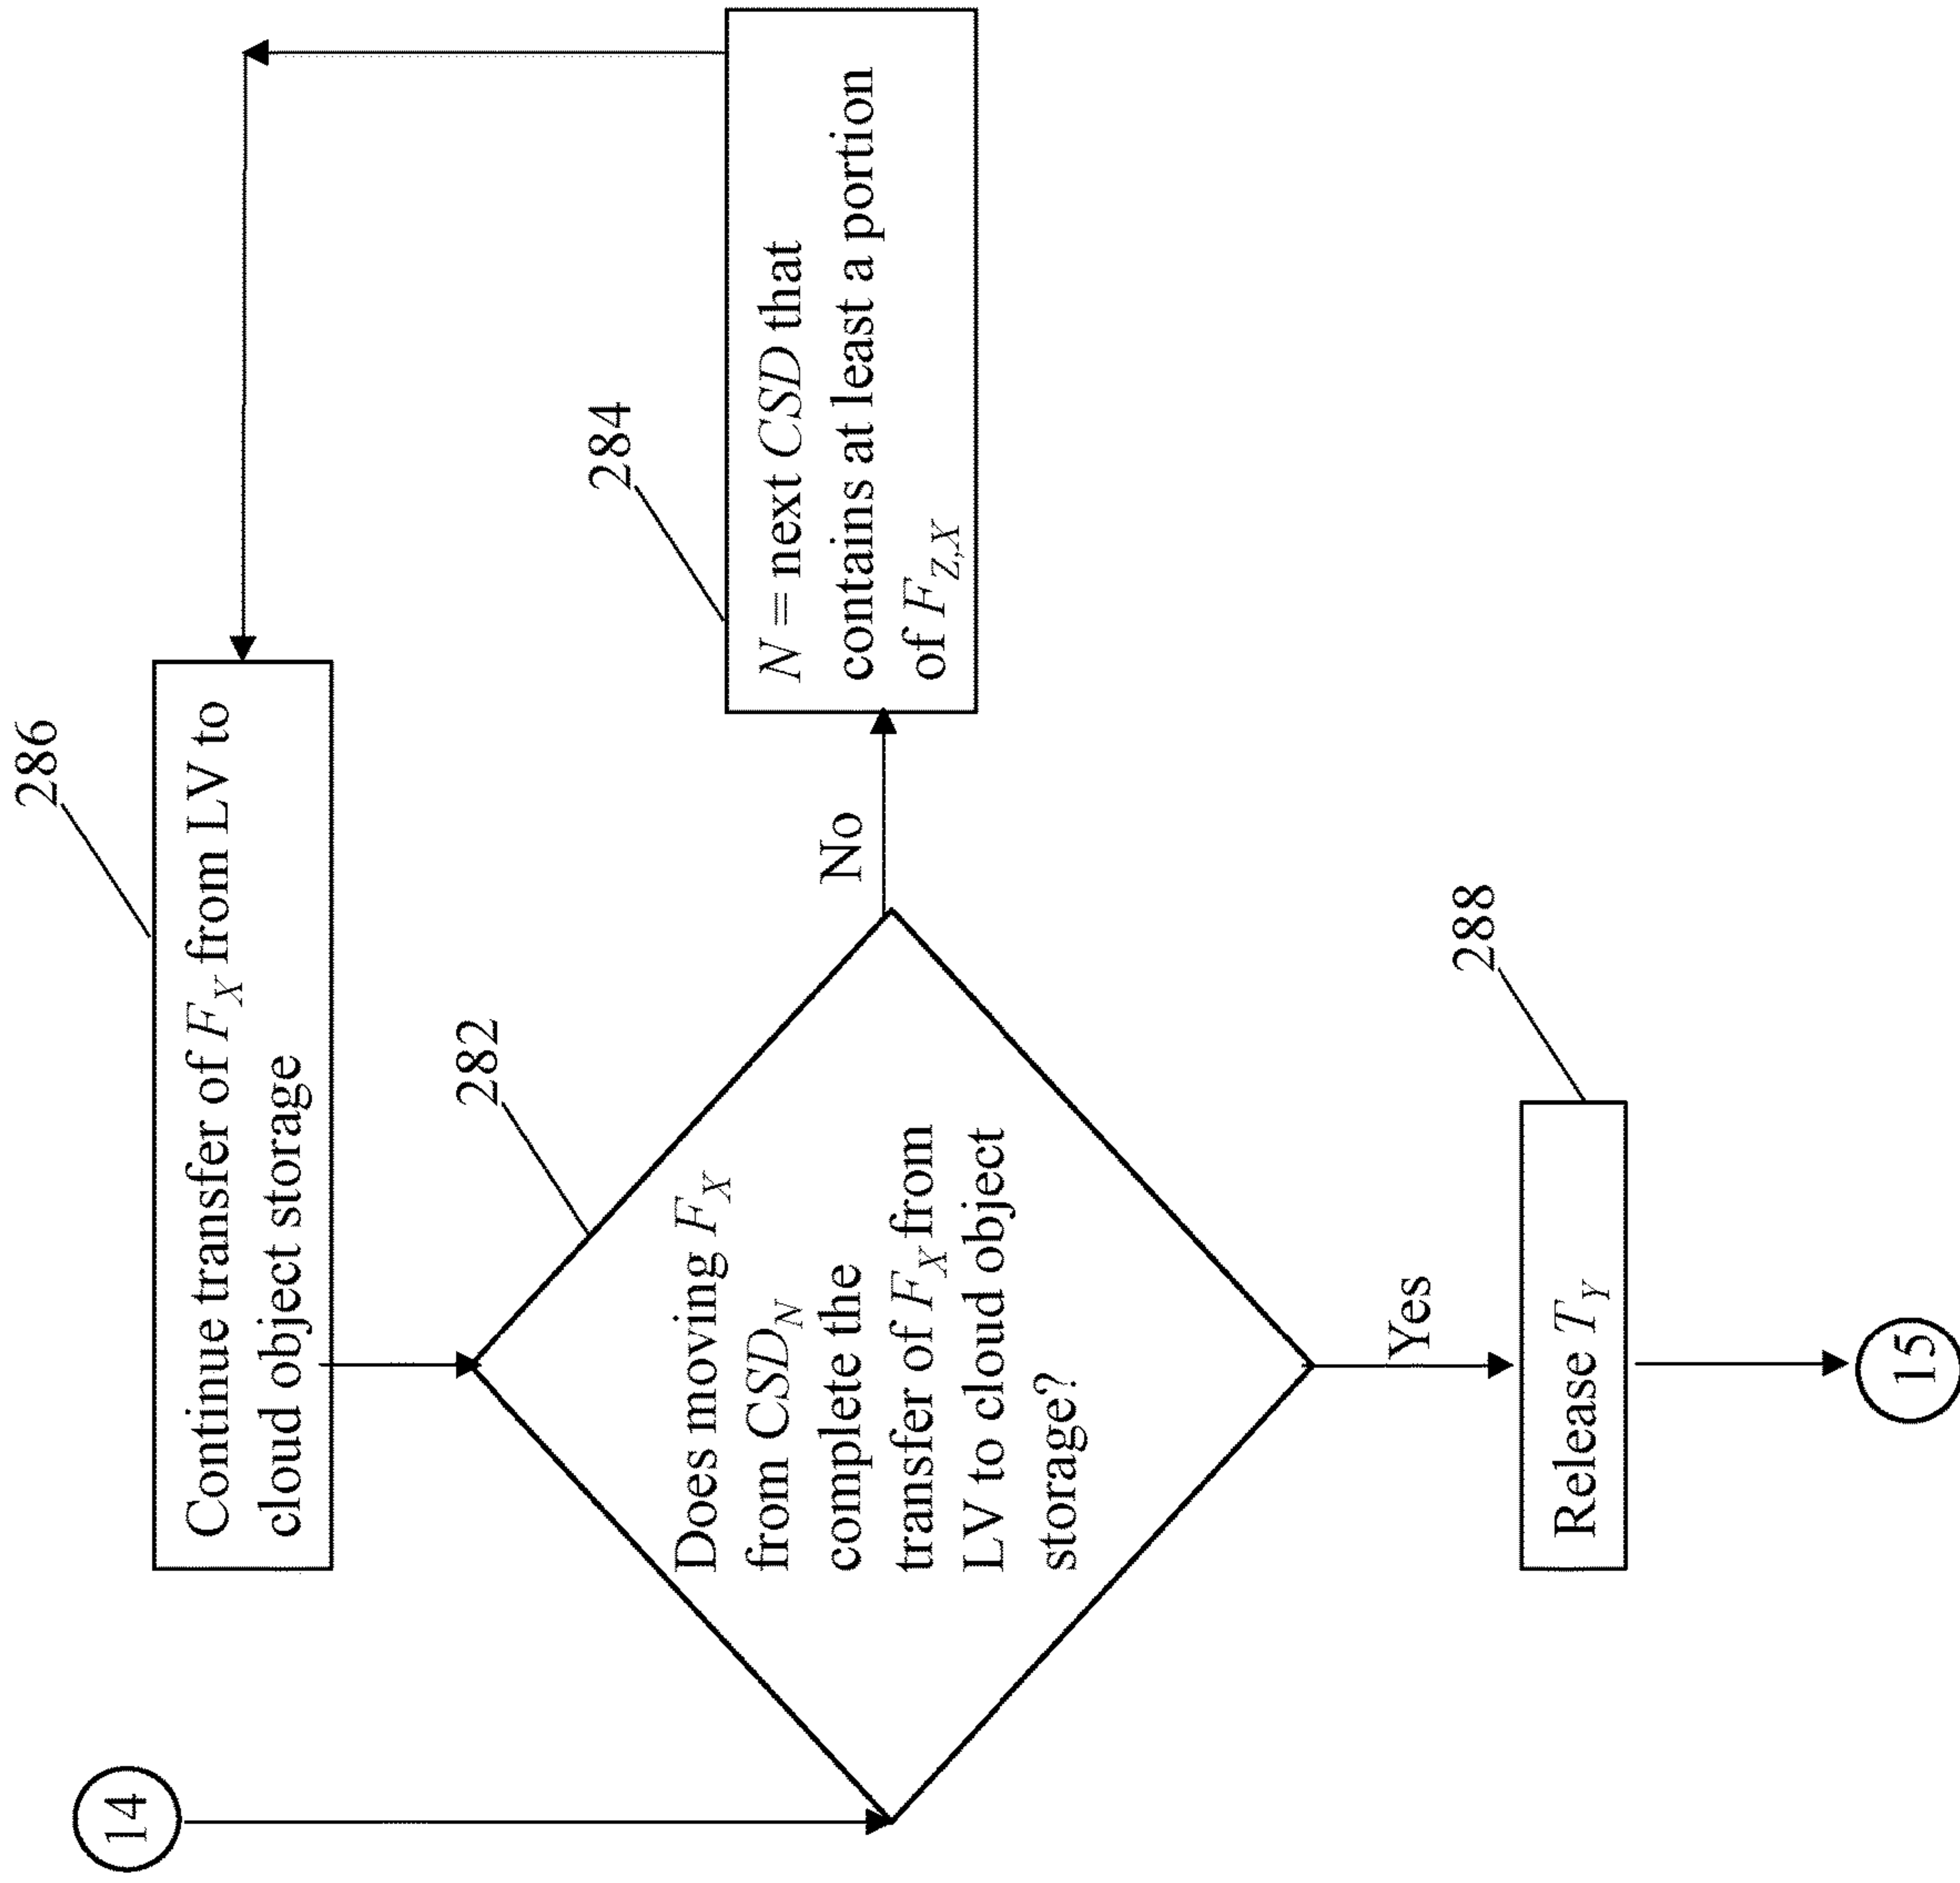 14
286
Continue transfer of F_X from LV to
cloud object storage
282
Does moving F_X
from CSD_N
complete the
transfer of F_X from
LV to cloud object
storage?
No
284
N = next CSD that
contains at least a portion
of F_Z,X
Yes
288
Release T_Y
15